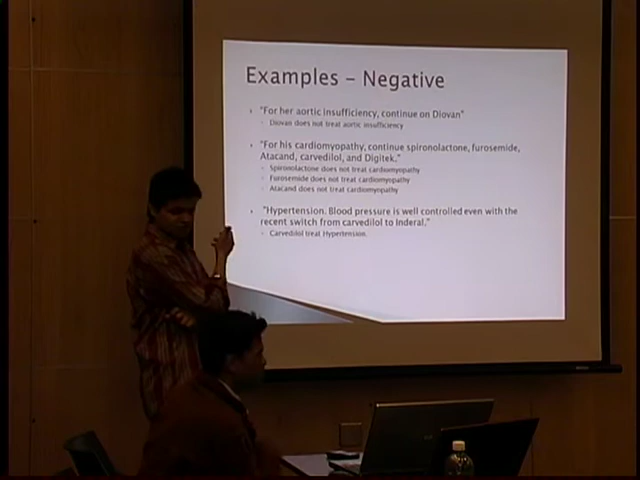 Examples – Negative
"For her aortic insufficiency, continue on Diovan"
Diovan does not treat aortic insufficiency
"For his cardiomyopathy, continue spironolactone, furosemide,
Atacand, carvedilol, and Digitek."
Spironolactone does not treat cardiomyopathy
Furosemide does not treat cardiomyopathy
Atacand does not treat cardiomyopathy
"Hypertension. Blood pressure is well controlled even with the
recent switch from carvedilol to Inderal."
Carvedilol treat Hypertension.